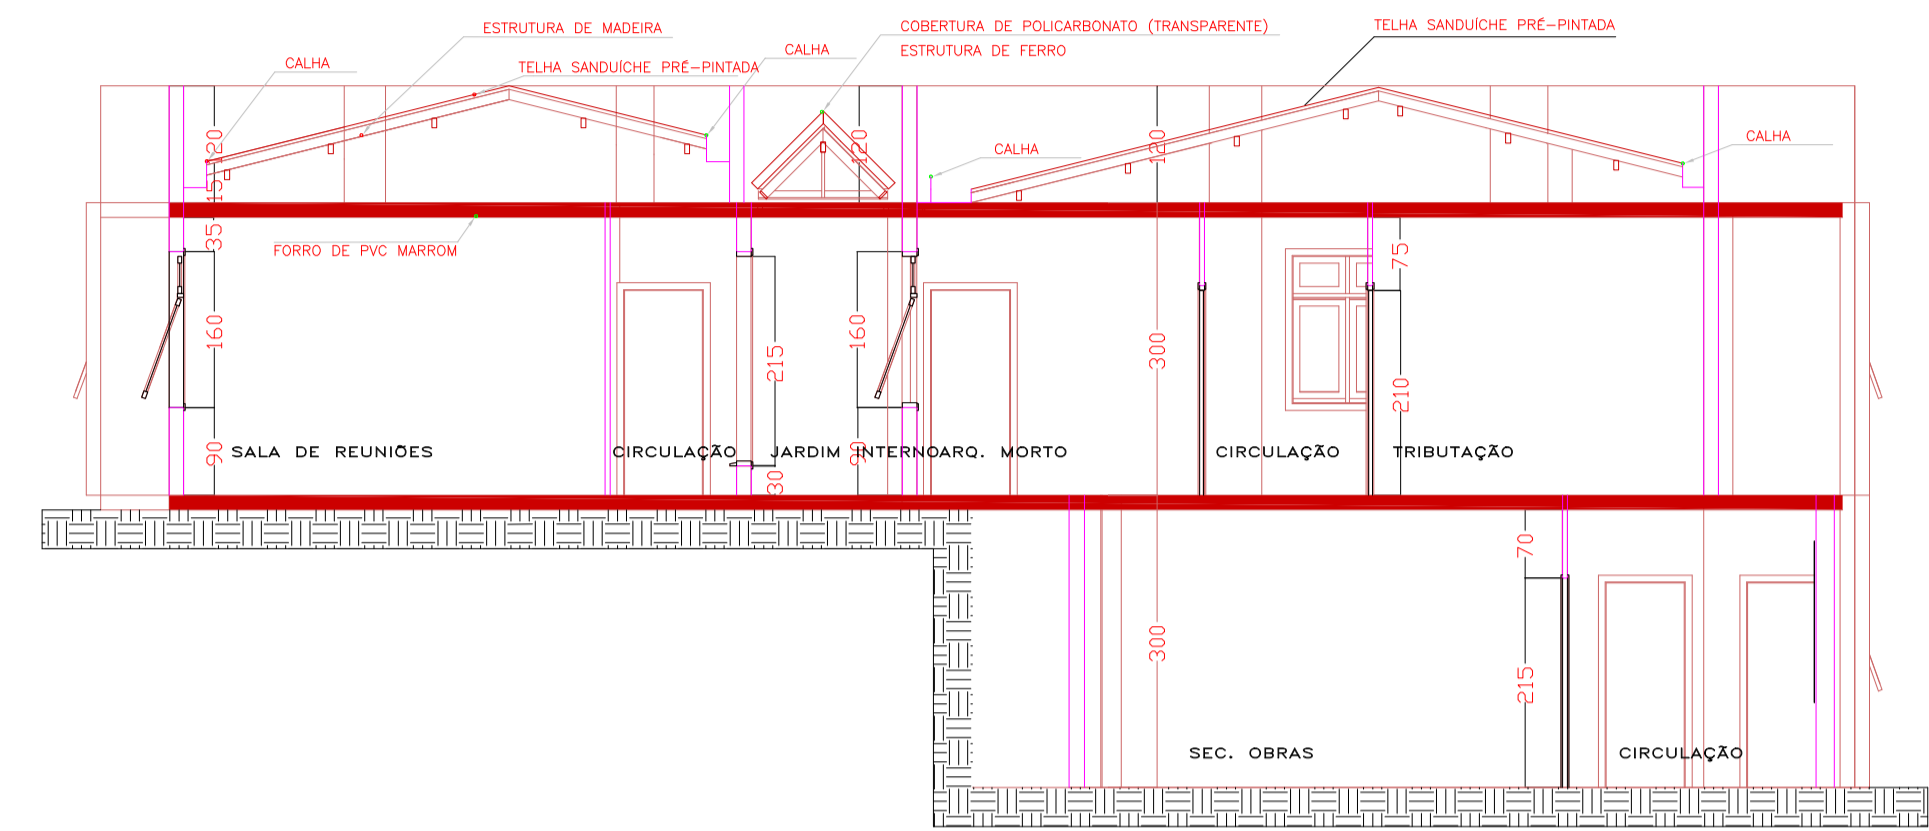 ESTRUTURA DE MADEIRA
COBERTURA DE POLICARBONATO (TRANSPARENTE)
ESTRUTURA DE FERRO
TELHA SANDUÍCHE PRÉ-PINTADA
CALHA
TELHA SANDUÍCHE PRÉ-PINTADA
CALHA
CALHA
CALHA
120
120
120
15
35
FORRO DE PVC MARROM
75
160
215
160
300
210
90
SALA DE REUNIÕES
CIRCULAÇÃO
JARDIM INTERNO
90
ARQ. MORTO
CIRCULAÇÃO
TRIBUTAÇÃO
30
70
300
215
SEC. OBRAS
CIRCULAÇÃO